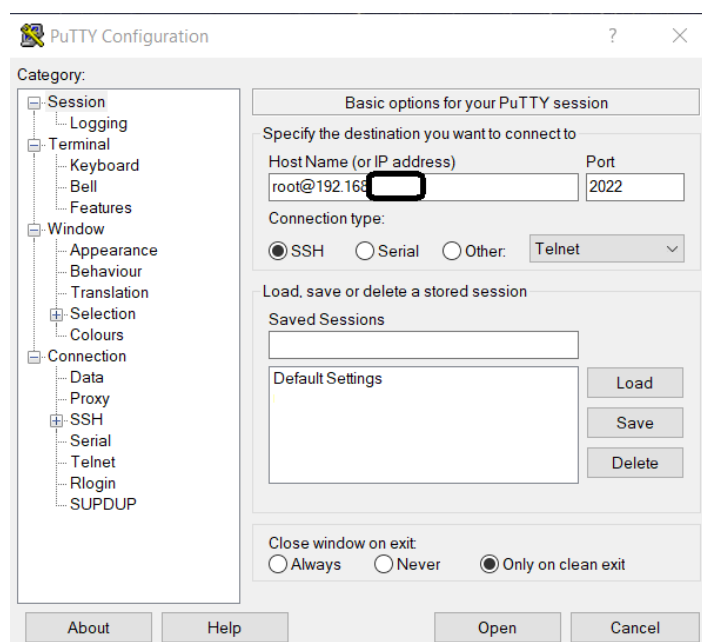 PuTTY Configuration
?
Category:
Session
Logging
Terminal
Keyboard
Bell
Features
Window
Appearance
Behaviour
Translation
Selection
Colours
Connection
Data
Proxy
SSH
Serial
Telnet
Rlogin
SUPDUP
Basic options for your PuTTY session
Specify the destination you want to connect to
Host Name (or IP address) Port
root@192.168 2022
Connection type:
SSH Serial Other: Telnet
Load, save or delete a stored session
Saved Sessions
Default Settings
Load
Save
Delete
Close window on exit:
Always Never Only on clean exit
About Help Open Cancel